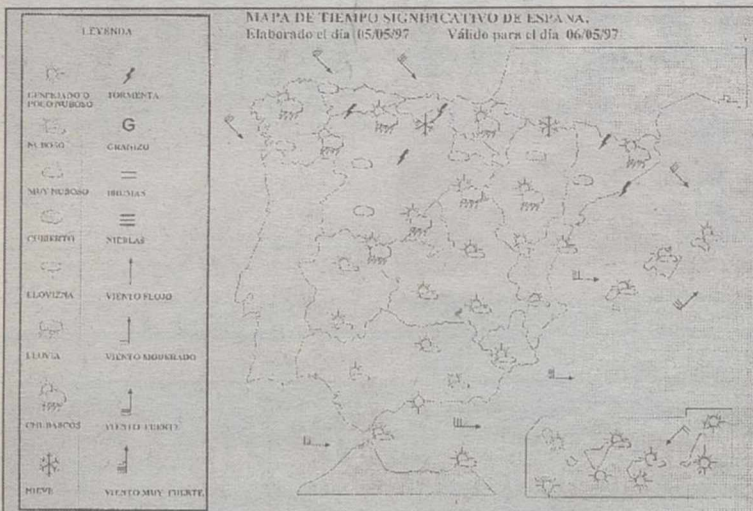 MAPA DE TIEMPO SIGNIFICATIVO DE ESPAÑA.
Elaborado el día 05/05/97 Válido para el día 06/05/97
LEYENDA
DESPEJADO O POCO NUBOSO
TORMENTA
NUBOSO
G
GRANIZO
MUY NUBOSO
BRUMAS
CUBIERTO
NIEBLAS
LLOVIZNA
VIENTO FLOJO
LLUVIA
VIENTO MODERADO
CHUBASCOS
VIENTO FUERTE
NIEVE
VIENTO MUY FUERTE